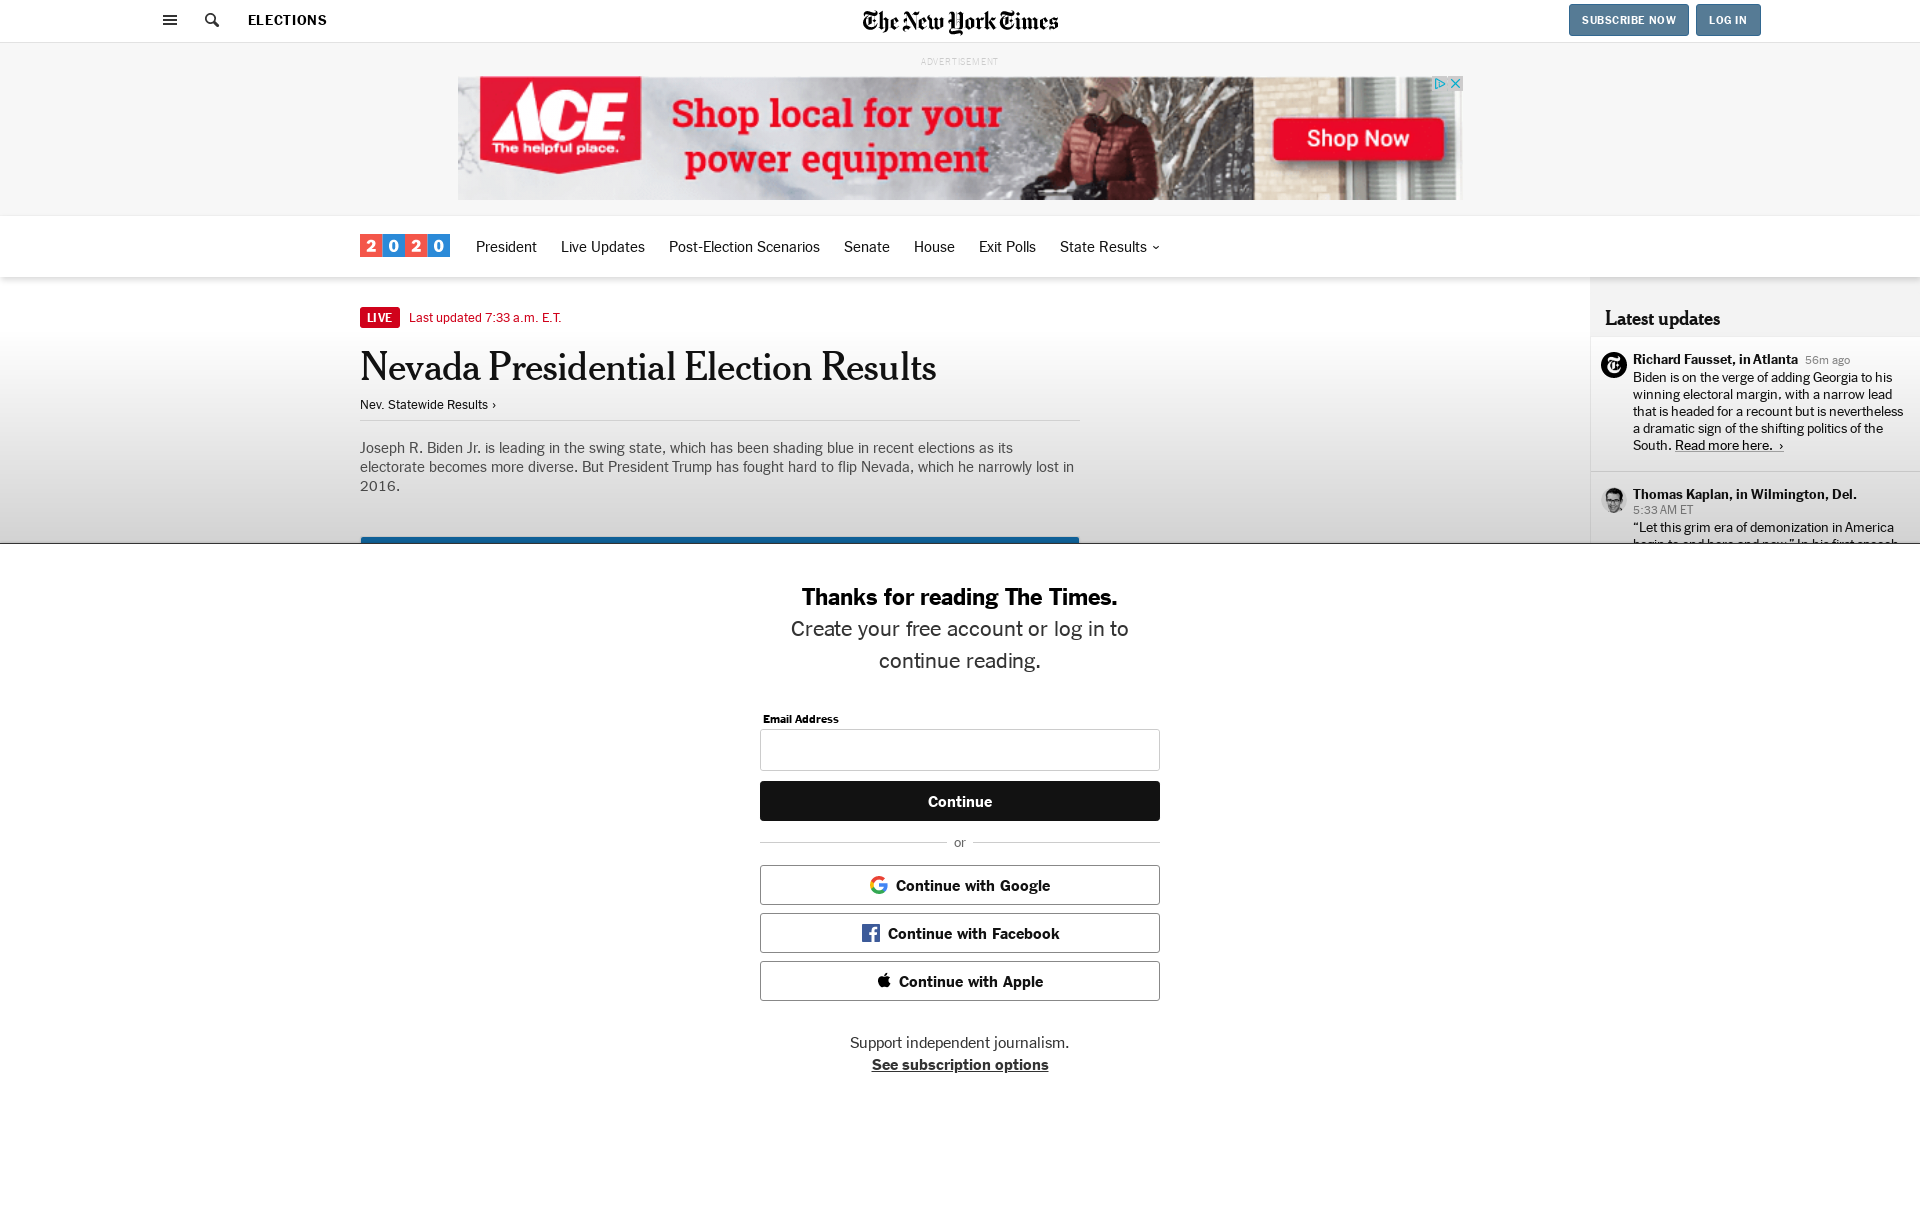 ELECTIONS
The New York Times
SUBSCRIBE NOW
LOG IN
ADVERTISEMENT
ACE
The helpful place.
Shop local for your
power equipment
Shop Now
2020
President
Live Updates
Post-Election Scenarios
Senate
House
Exit Polls
State Results
LIVE
Last updated 7:33 a.m. E.T.
Nevada Presidential Election Results
Nev. Statewide Results ›
Joseph R. Biden Jr. is leading in the swing state, which has been shading blue in recent elections as its
electorate becomes more diverse. But President Trump has fought hard to flip Nevada, which he narrowly lost in
2016.
Latest updates
Richard Fausset, in Atlanta 56m ago
Biden is on the verge of adding Georgia to his
winning electoral margin, with a narrow lead
that is headed for a recount but is nevertheless
a dramatic sign of the shifting politics of the
South. Read more here. ›
Thomas Kaplan, in Wilmington, Del.
5:33 AM ET
“Let this grim era of demonization in America
Thanks for reading The Times.
Create your free account or log in to
continue reading.
Email Address
Continue
or
Continue with Google
Continue with Facebook
Continue with Apple
Support independent journalism.
See subscription options